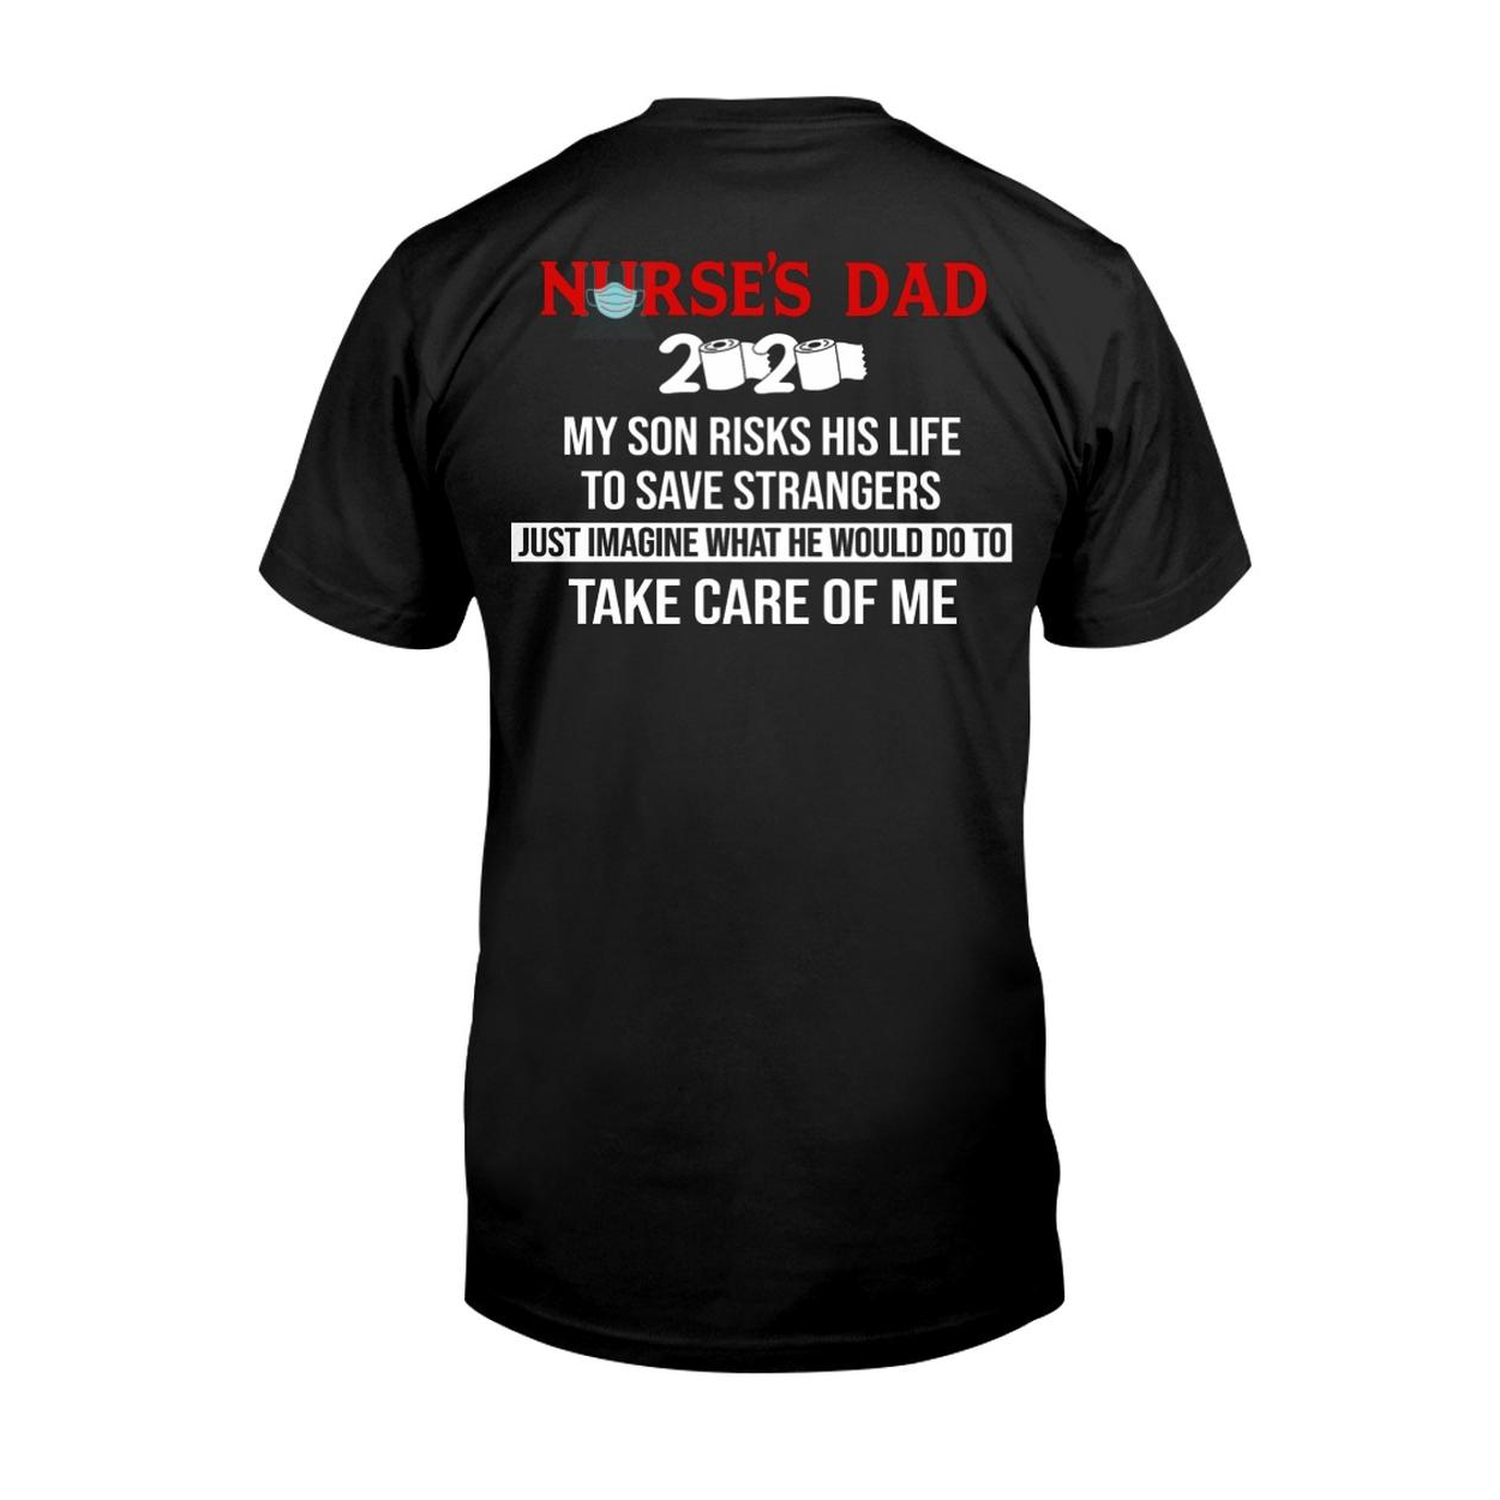 NURSE'S DAD
2020
MY SON RISKS HIS LIFE
TO SAVE STRANGERS
JUST IMAGINE WHAT HE WOULD DO TO
TAKE CARE OF ME